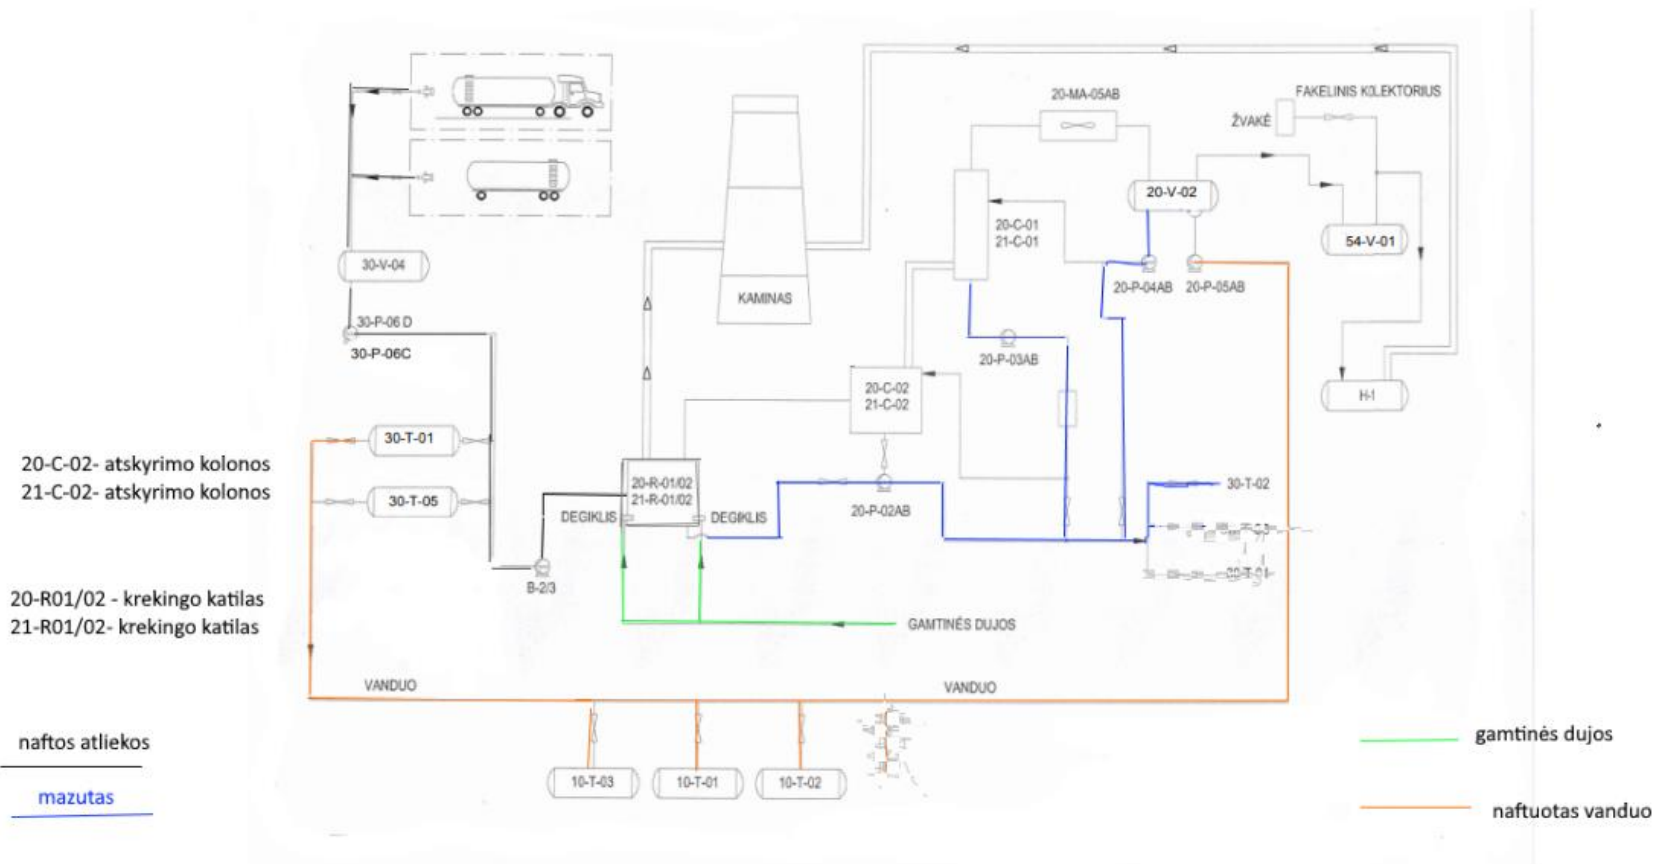 20-MA-05AB
FAKELINIS KOLEKTORIUS
ŽVAKĖ
20-V-02
20-C-01
21-C-01
54-V-01
30-V-04
20-P-04AB
20-P-05AB
KAMINAS
30-P-06 D
30-P-06C
20-P-03AB
20-C-02
21-C-02
H-1
30-T-01
20-C-02- atskyrimo kolonos
21-C-02- atskyrimo kolonos
30-T-05
20-R-01/02
21-R-01/02
30-T-02
DEGIKLIS
DEGIKLIS
20-P-02AB
B-2/3
20-R01/02 - krekingo katilas
21-R01/02- krekingo katilas
GAMTINĖS DUJOS
VANDUO
VANDUO
naftos atliekos
gamtinės dujos
mazutas
10-T-03
10-T-01
10-T-02
naftuotas vanduo